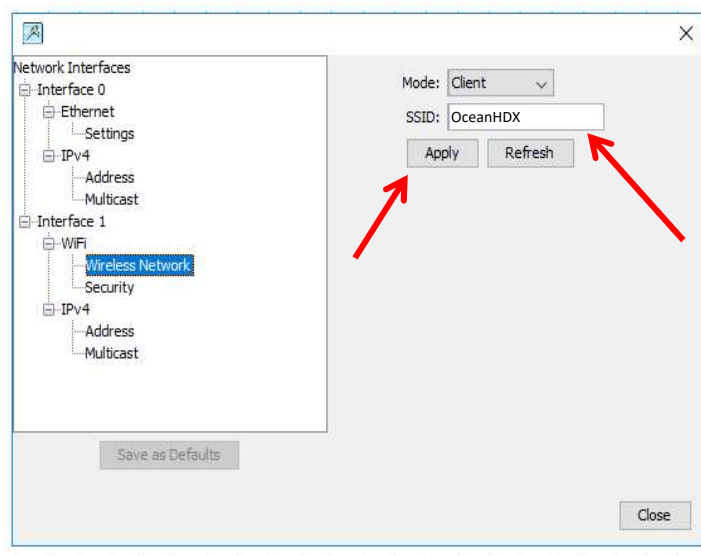 Network Interfaces
Interface 0
Ethernet
Settings
IPv4
Address
Multicast
Interface 1
WiFi
Wireless Network
Security
IPv4
Address
Multicast
Save as Defaults
Mode: Client
SSID: OceanHDX
Apply Refresh
Close